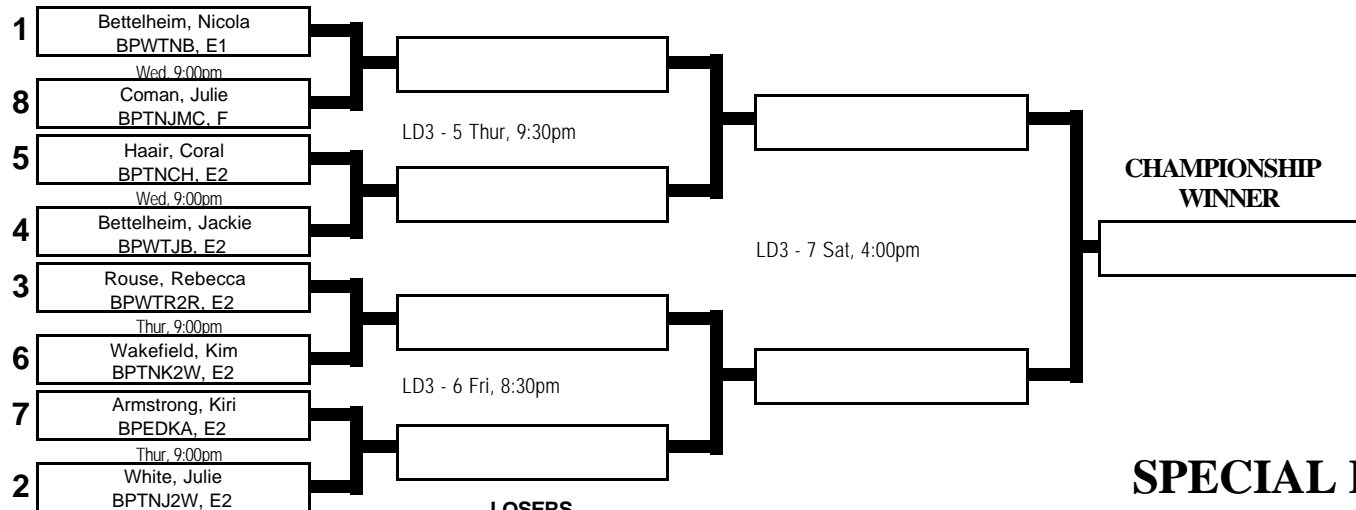 1
Bettelheim, Nicola
BPWTNB, E1
Wed, 9:00pm
8
Coman, Julie
BPTNJMC, F
5
Haair, Coral
BPTNCH, E2
Wed, 9:00pm
4
Bettelheim, Jackie
BPWTJB, E2
3
Rouse, Rebecca
BPWTR2R, E2
Thur, 9:00pm
6
Wakefield, Kim
BPTNK2W, E2
7
Armstrong, Kiri
BPEDKA, E2
Thur, 9:00pm
2
White, Julie
BPTNJ2W, E2
LD3 - 5 Thur, 9:30pm
LD3 - 6 Fri, 8:30pm
LOSERS
LD3 - 7 Sat, 4:00pm
CHAMPIONSHIP
WINNER
SPECIAL